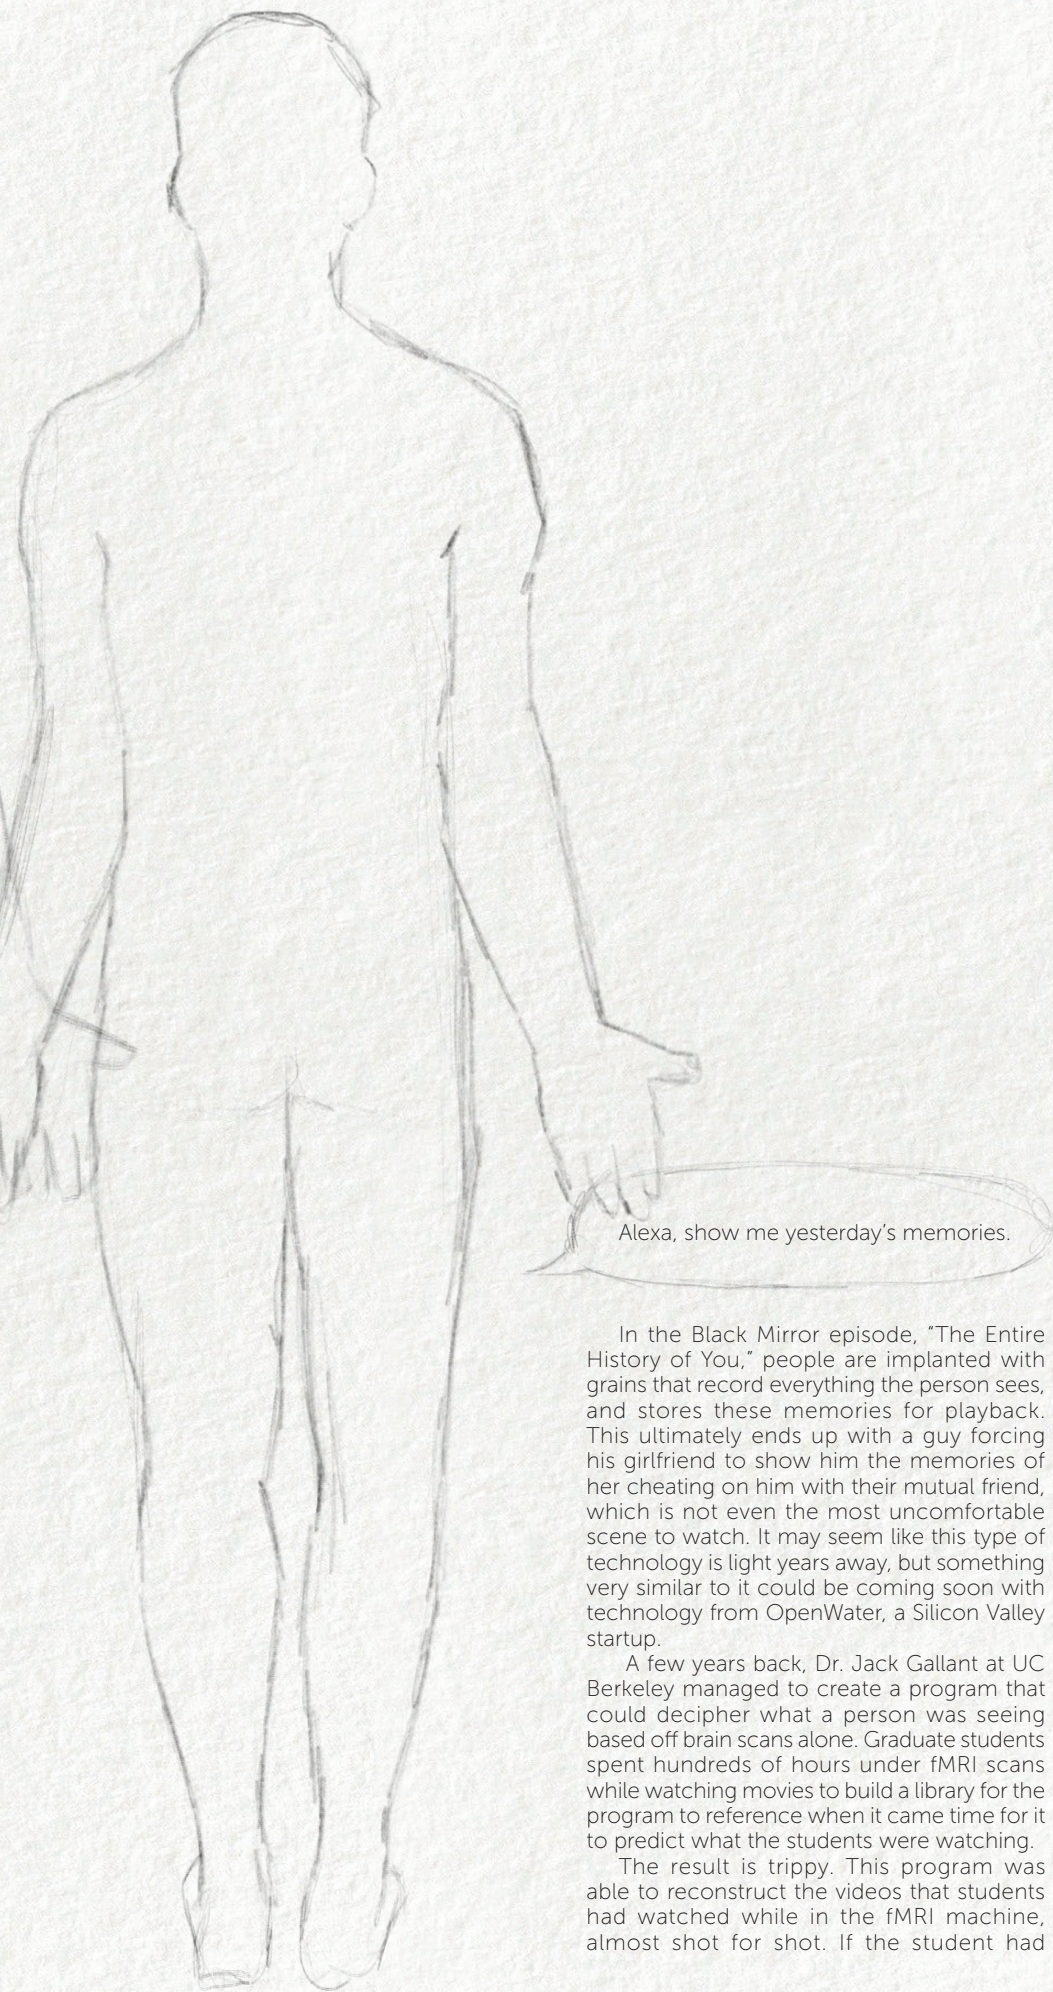 Alexa, show me yesterday’s memories.
In the Black Mirror episode, “The Entire
History of You,” people are implanted with
grains that record everything the person sees,
and stores these memories for playback.
This ultimately ends up with a guy forcing
his girlfriend to show him the memories of
her cheating on him with their mutual friend,
which is not even the most uncomfortable
scene to watch. It may seem like this type of
technology is light years away, but something
very similar to it could be coming soon with
technology from OpenWater, a Silicon Valley
startup.
A few years back, Dr. Jack Gallant at UC
Berkeley managed to create a program that
could decipher what a person was seeing
based off brain scans alone. Graduate students
spent hundreds of hours under fMRI scans
while watching movies to build a library for the
program to reference when it came time for it
to predict what the students were watching.
The result is trippy. This program was
able to reconstruct the videos that students
had watched while in the fMRI machine,
almost shot for shot. If the student had